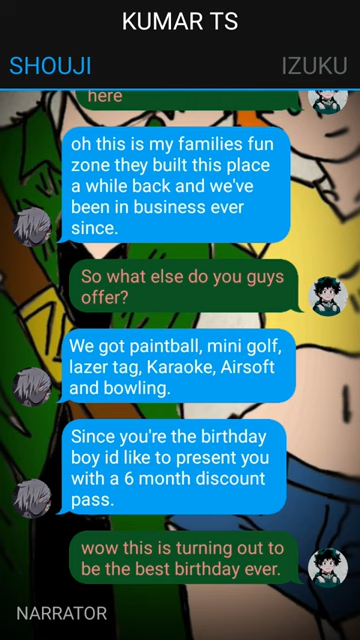 KUMAR TS
SHOUJI
IZUKU
here
oh this is my families fun
zone they built this place
a while back and we've
been in business ever
since.
So what else do you guys
offer?
We got paintball, mini golf,
lazer tag, Karaoke, Airsoft
and bowling.
Since you're the birthday
boy id like to present you
with a 6 month discount
pass.
wow this is turning out to
be the best birthday ever.
NARRATOR